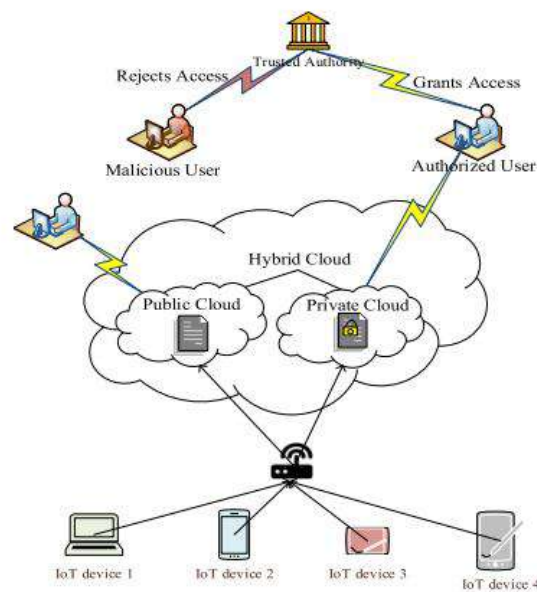 Trusted Authority
Rejects Access
Grants Access
Malicious User
Authorized User
Hybrid Cloud
Public Cloud
Private Cloud
IoT device 1
IoT device 2
IoT device 3
IoT device 4